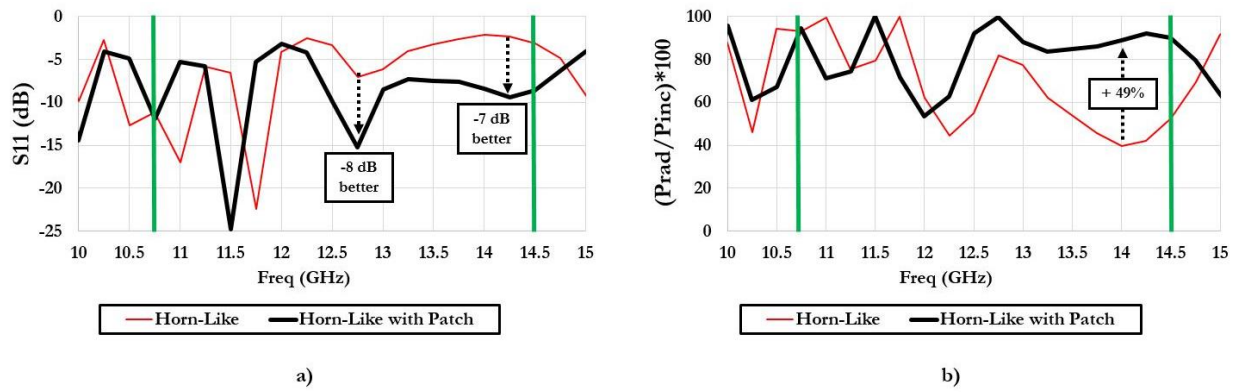 -0
-5
-10
-15
-20
-25
S11 (dB)
-8 dB
better
-7 dB
better
10 10.5 11 11.5 12 12.5 13 13.5 14 14.5 15
Freq (GHz)
Horn-Like Horn-Like with Patch
a)
100
80
60
40
20
0
(Prad/Pinc)*100
+ 49%
10 10.5 11 11.5 12 12.5 13 13.5 14 14.5 15
Freq (GHz)
Horn-Like Horn-Like with Patch
b)